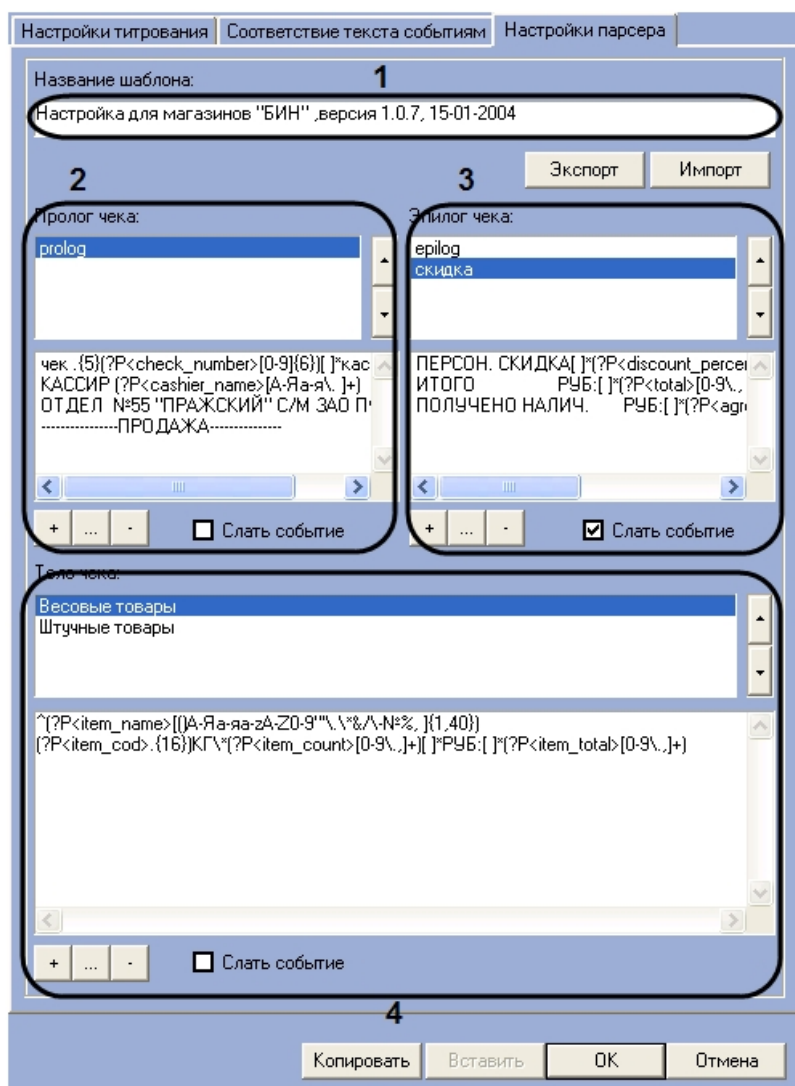 Настройки титрования Соответствие текста событиям Настройки парсера
Название шаблона: 1
Настройка для магазинов "БИН" ,версия 1.0.7, 15-01-2004
Экспорт Импорт
2 3
Пролог чека: Эпилог чека:
prolog epilog
скидка
чек .{5}(?P<check_number>[0-9]{6})[ ]*кас ПЕРСОН. СКИДКА[ ]*(?P<discount_percer
КАССИР (?P<cashier_name>[А-Яа-я\. ]+) ИТОГО РУБ:[ ]*(?P<total>[0-9\.,
ОТДЕЛ №55 "ПРАЖСКИЙ" С/М ЗАО ПЧ ПОЛУЧЕНО НАЛИЧ. РУБ:[ ]*(?P<agr
---------------ПРОДАЖА---------------
+ ... - Слать событие + ... - Слать событие
Тело чека:
Весовые товары
Штучные товары
^(?P<item_name>[()А-Яа-яа-zA-Z0-9'"\.\*&/\-№%, ]{1,40})
(?P<item_cod>.{16})КГ\*(?P<item_count>[0-9\.,]+)[ ]*РУБ:[ ]*(?P<item_total>[0-9\.,]+)
+ ... - Слать событие
4
Копировать Вставить OK Отмена